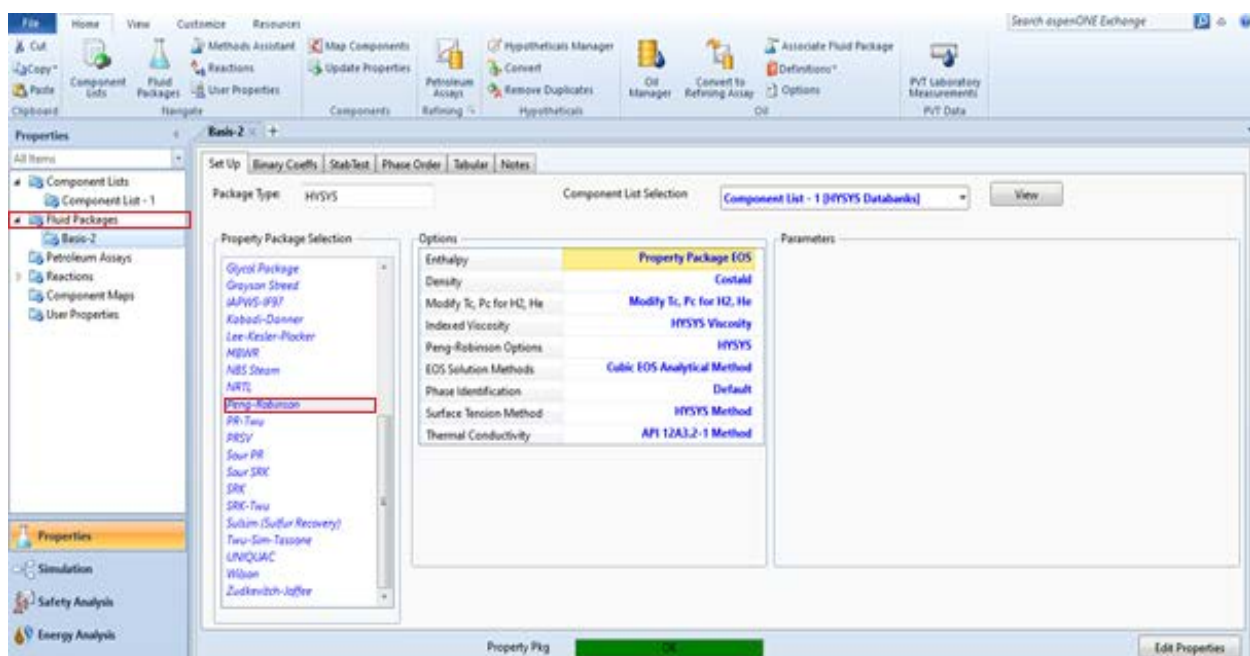 File Home View Customize Resources Search aspenONE Exchange
Cut
Copy
Paste
Clipboard
Component Lists
Fluid Packages
Methods Assistant
Reactions
User Properties
Navigate
Map Components
Update Properties
Components
Petroleum Assays
Refining
Hypotheticals Manager
Convert
Remove Duplicates
Hypotheticals
Oil Manager
Convert to Refining Assay
Associate Fluid Package
Definitions
Options
Oil
PVT Laboratory Measurements
PVT Data
Properties
All Items
Component Lists
Component List - 1
Fluid Packages
Basis-2
Petroleum Assays
Reactions
Component Maps
User Properties
Properties
Simulation
Safety Analysis
Energy Analysis
Basis-2 +
Set Up Binary Coeffs StabTest Phase Order Tabular Notes
Package Type: HYSYS Component List Selection Component List - 1 [HYSYS Databanks] View
Property Package Selection
Glycol Package
Grayson Streed
IAPWS-IF97
Kabadi-Danner
Lee-Kesler-Plocker
MBWR
NBS Steam
NRTL
Peng-Robinson
PR-Twu
PRSV
Sour PR
Sour SRK
SRK
SRK-Twu
Sulsim (Sulfur Recovery)
Twu-Sim-Tassone
UNIQUAC
Wilson
Zudkevitch-Joffee
Options
Enthalpy Property Package EOS
Density Costald
Modify Tc, Pc for H2, He Modify Tc, Pc for H2, He
Indexed Viscosity HYSYS Viscosity
Peng-Robinson Options HYSYS
EOS Solution Methods Cubic EOS Analytical Method
Phase Identification Default
Surface Tension Method HYSYS Method
Thermal Conductivity API 12A3.2-1 Method
Parameters
Property Pkg OK Edit Properties